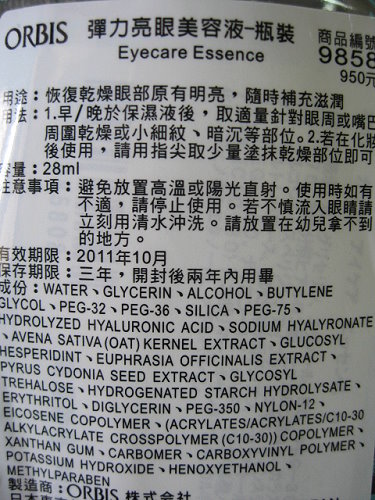 ORBIS 彈力亮眼美容液-瓶裝 商品編號
Eyecare Essence 9858
950元
用途：恢復乾燥眼部原有明亮，隨時補充滋潤
用法：1.早/晚於保濕液後，取適量針對眼周或嘴巴
周圍乾燥或小細紋、暗沉等部位。2.若在化妝
後使用，請用指尖取少量塗抹乾燥部位即可
容量：28ml
注意事項：避免放置高溫或陽光直射。使用時如有
不適，請停止使用。若不慎流入眼睛請
立刻用清水沖洗。請放置在幼兒拿不到
的地方。
有效期限：2011年10月
保存期限：三年，開封後兩年內用畢
成份：WATER、GLYCERIN、ALCOHOL、BUTYLENE
GLYCOL、PEG-32、PEG-36、SILICA、PEG-75、
HYDROLYZED HYALURONIC ACID、SODIUM HYALYRONATE
、AVENA SATIVA(OAT) KERNEL EXTRACT、GLUCOSYL
HESPERIDINT、EUPHRASIA OFFICINALIS EXTRACT、
PYRUS CYDONIA SEED EXTRACT、GLYCOSYL
TREHALOSE、HYDROGENATED STARCH HYDROLYSATE、
ERYTHRITOL、DIGLYCERIN、PEG-350、NYLON-12、
EICOSENE COPOLYMER、(ACRYLATES/ACRYLATES/C10-30
ALKYLACRYLATE CROSSPOLYMER (C10-30)) COPOLYMER、
XANTHAN GUM、CARBOMER、CARBOXYVINYL POLYMER、
POTASSIUM HYDROXIDE、HENOXYETHANOL、
METHYLPARABEN
製造商：ORBIS 株式会社